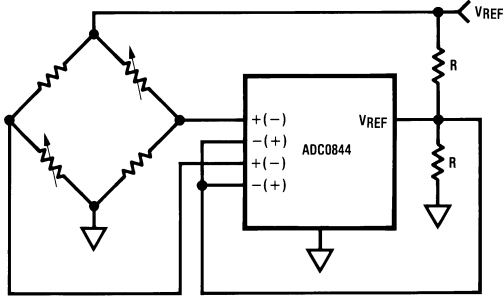 VREF
R
+(−)
VREF
−(+)
ADC0844
+(−)
R
−(+)